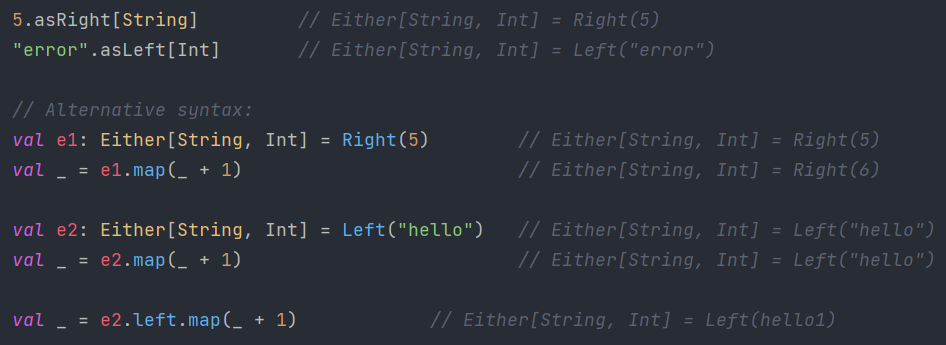 5.asRight[String]         // Either[String, Int] = Right(5)
"error".asLeft[Int]       // Either[String, Int] = Left("error")
// Alternative syntax:
val e1: Either[String, Int] = Right(5)        // Either[String, Int] = Right(5)
val _ = e1.map(_ + 1)                         // Either[String, Int] = Right(6)
val e2: Either[String, Int] = Left("hello")   // Either[String, Int] = Left("hello")
val _ = e2.map(_ + 1)                         // Either[String, Int] = Left("hello")
val _ = e2.left.map(_ + 1)            // Either[String, Int] = Left(hello1)